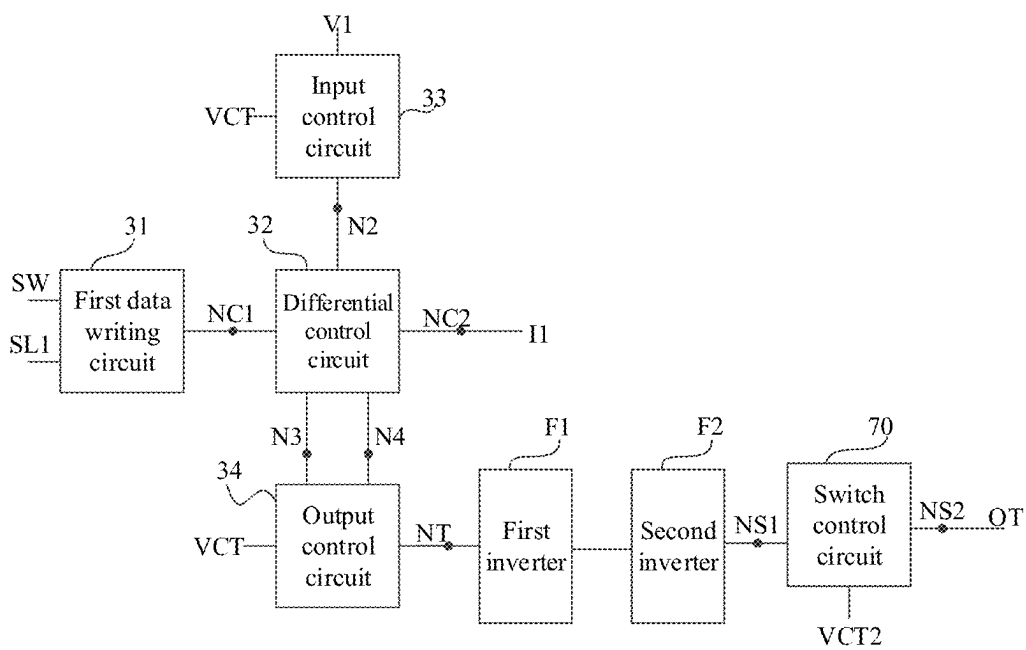 V1
Input
control
circuit
VCT
33
N2
31
32
SW
SL1
First data
writing
circuit
NC1
Differential
control
circuit
NC2
I1
N3
N4
34
VCT
Output
control
circuit
NT
F1
First
inverter
F2
Second
inverter
NS1
70
Switch
control
circuit
NS2
OT
VCT2